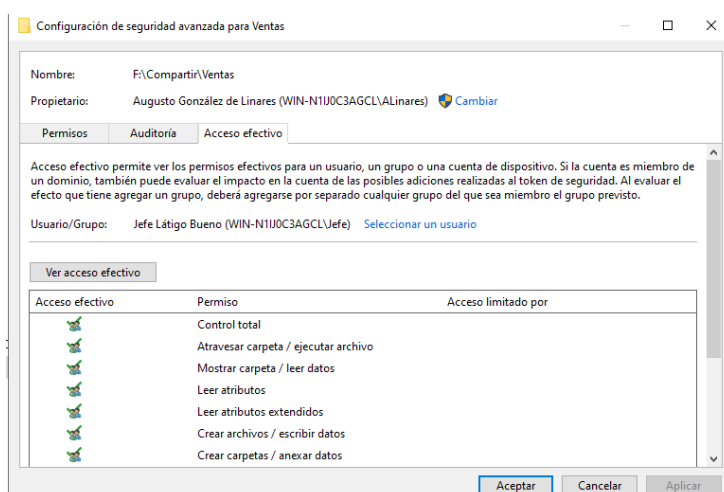 Configuración de seguridad avanzada para Ventas
Nombre: F:\Compartir\Ventas
Propietario: Augusto González de Linares (WIN-N1IJ0C3AGCL\ALinares) Cambiar
Permisos Auditoría Acceso efectivo
Acceso efectivo permite ver los permisos efectivos para un usuario, un grupo o una cuenta de dispositivo. Si la cuenta es miembro de
un dominio, también puede evaluar el impacto en la cuenta de las posibles adiciones realizadas al token de seguridad. Al evaluar el
efecto que tiene agregar un grupo, deberá agregarse por separado cualquier grupo del que sea miembro el grupo previsto.
Usuario/Grupo: Jefe Látigo Bueno (WIN-N1IJ0C3AGCL\Jefe) Seleccionar un usuario
Ver acceso efectivo
Acceso efectivo Permiso Acceso limitado por
Control total
Atravesar carpeta / ejecutar archivo
Mostrar carpeta / leer datos
Leer atributos
Leer atributos extendidos
Crear archivos / escribir datos
Crear carpetas / anexar datos
Aceptar Cancelar Aplicar